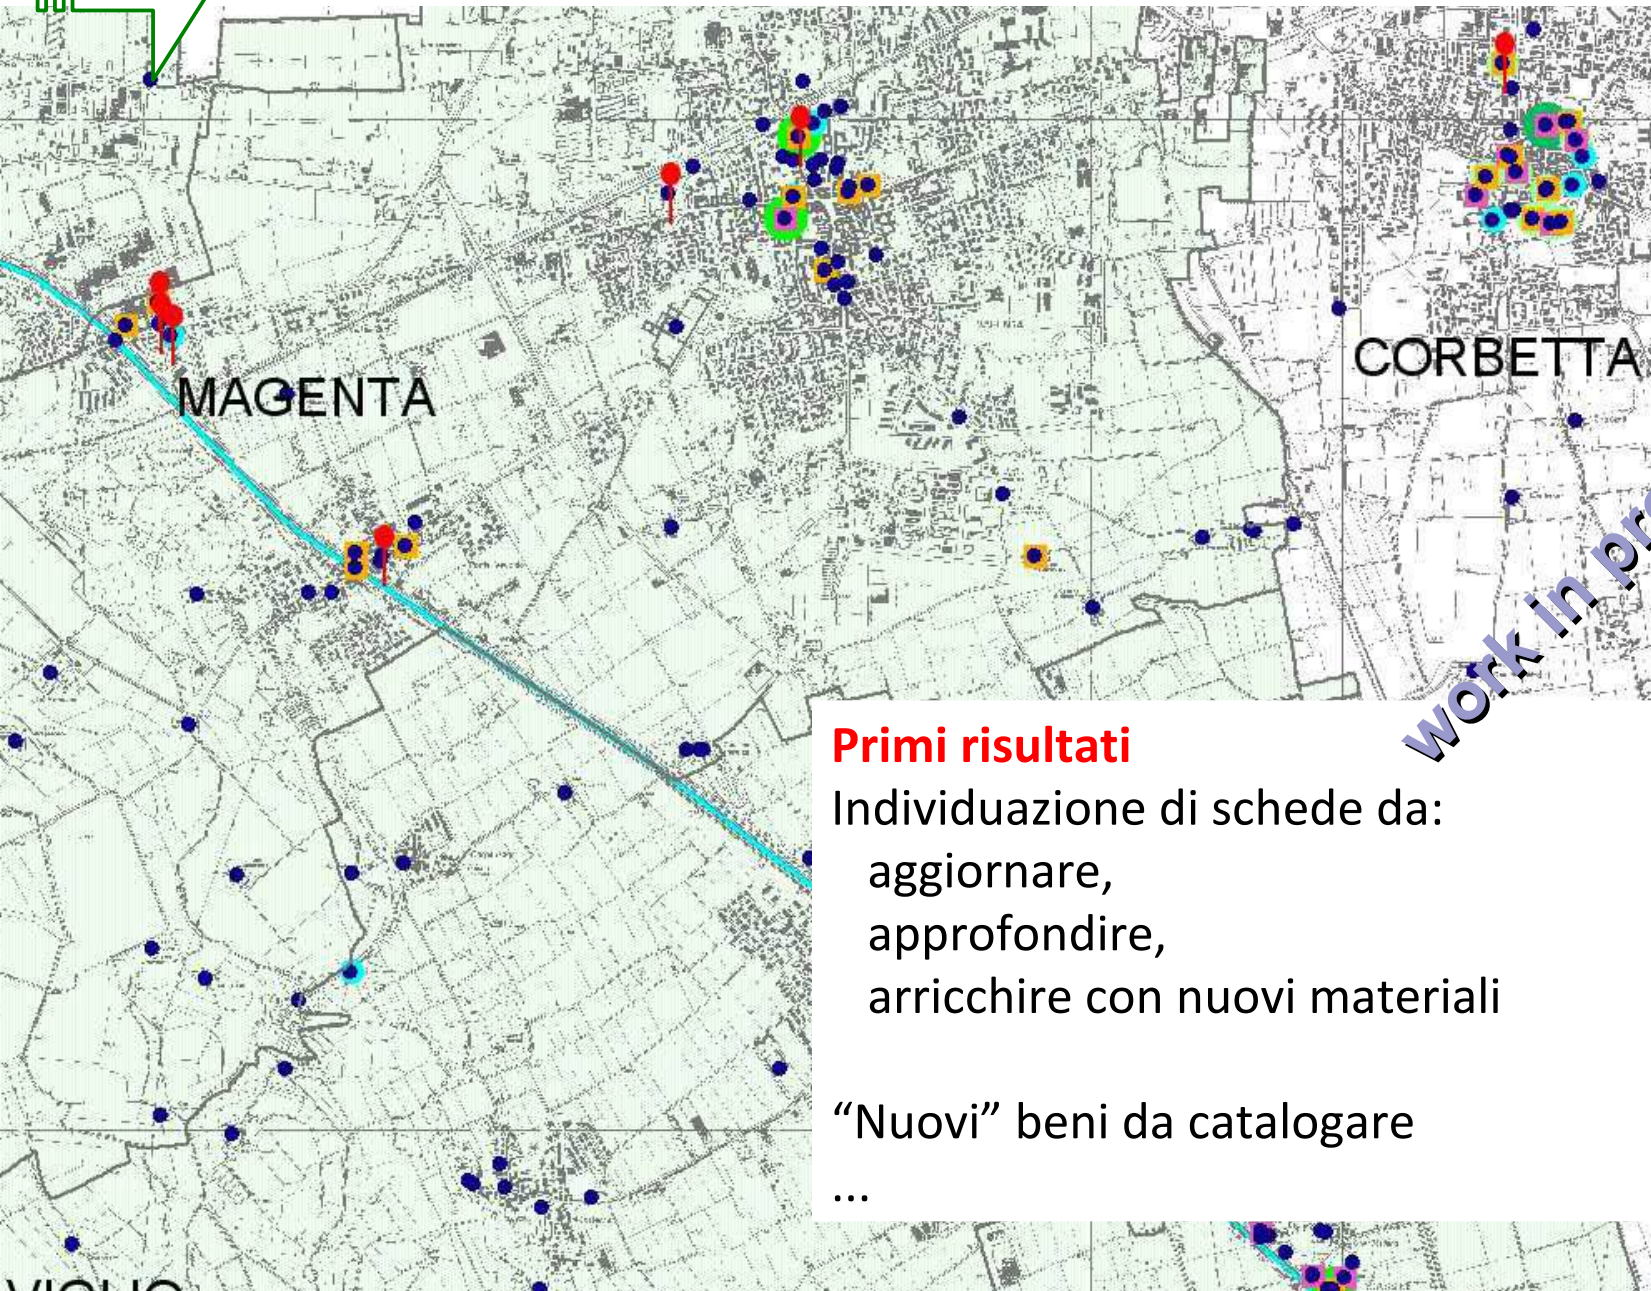 MAGENTA
CORBETTA
work in pro
Primi risultati
Individuazione di schede da:
aggiornare,
approfondire,
arricchire con nuovi materiali
“Nuovi” beni da catalogare
...